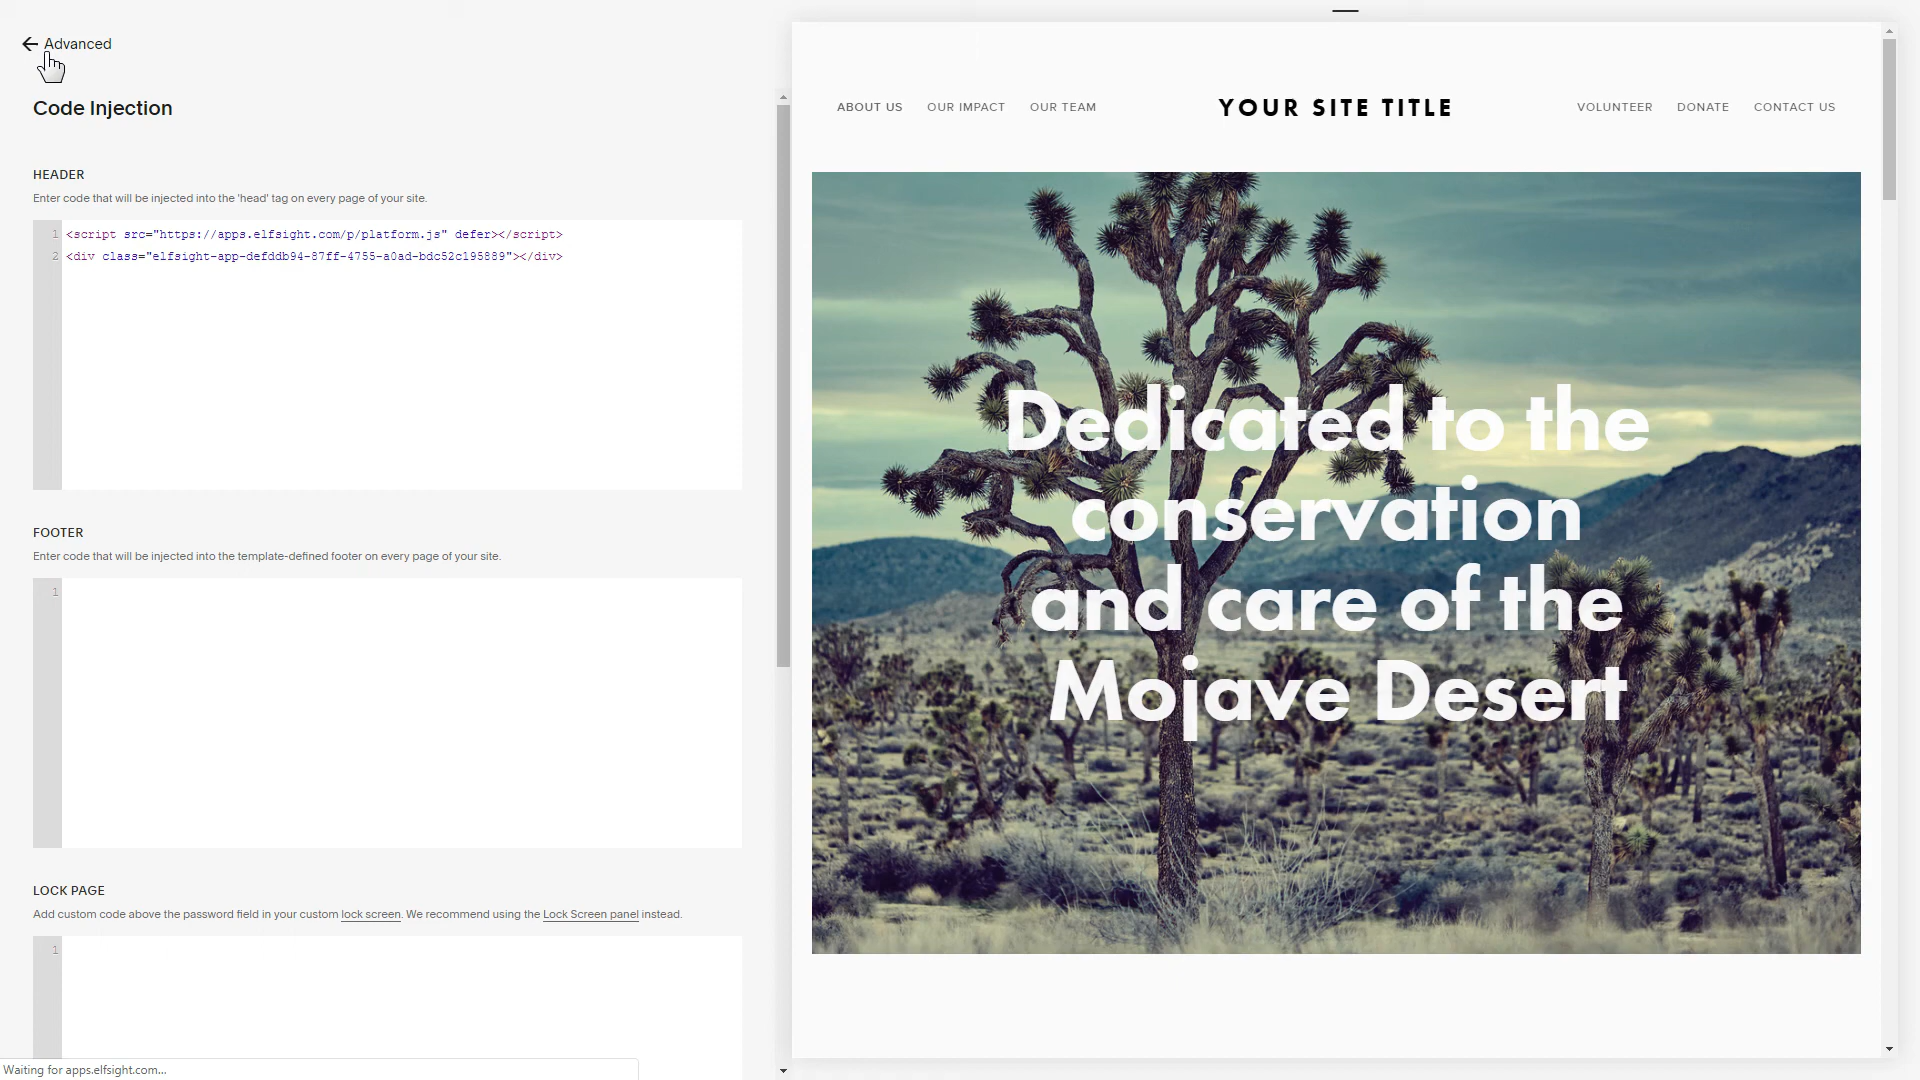 Advanced
Code Injection
HEADER
Enter code that will be injected into the 'head' tag on every page of your site.
1 <script src="https://apps.elfsight.com/p/platform.js" defer></script>
2 <div class="elfsight-app-defddb94-87ff-4755-a0ad-bdc52c195889"></div>
FOOTER
Enter code that will be injected into the template-defined footer on every page of your site.
1
LOCK PAGE
Add custom code above the password field in your custom lock screen. We recommend using the Lock Screen panel instead.
1
Waiting for apps.elfsight.com...
ABOUT US OUR IMPACT OUR TEAM YOUR SITE TITLE VOLUNTEER DONATE CONTACT US
Dedicated to the
conservation
and care of the
Mojave Desert